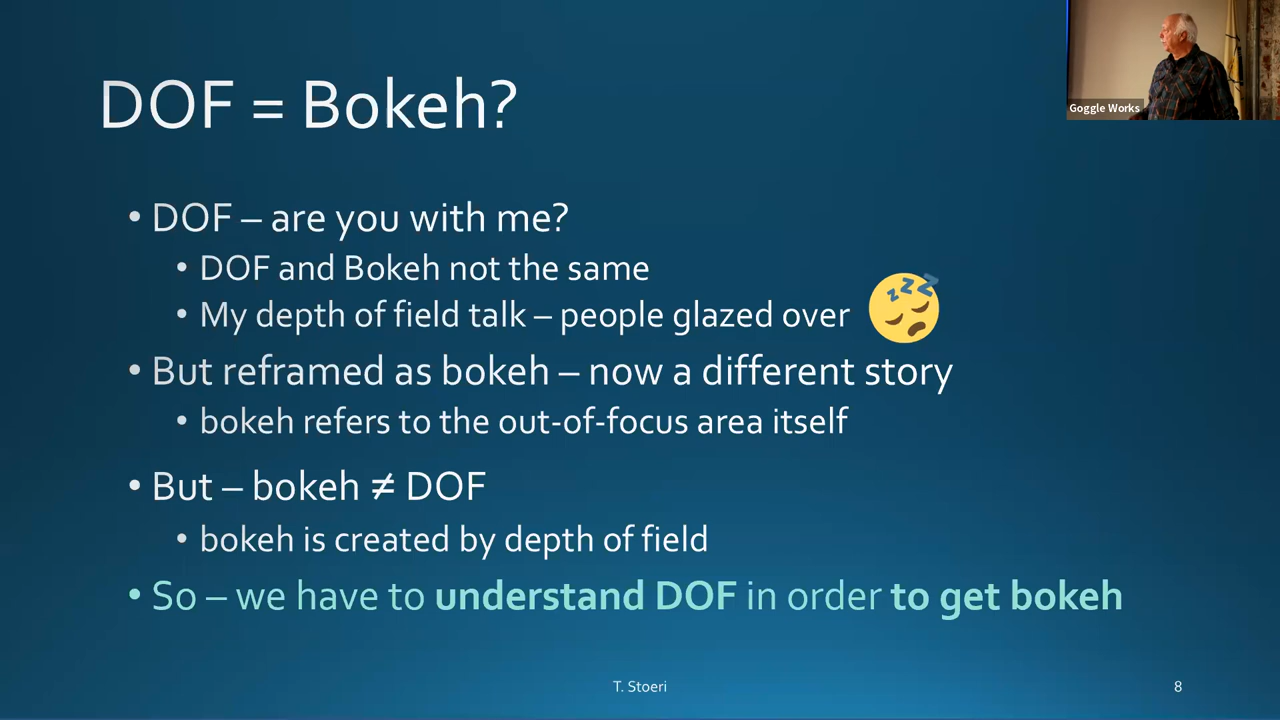 DOF = Bokeh?
Goggle Works
• DOF – are you with me?
• DOF and Bokeh not the same
• My depth of field talk – people glazed over
• But reframed as bokeh – now a different story
• bokeh refers to the out-of-focus area itself
• But – bokeh ≠ DOF
• bokeh is created by depth of field
• So – we have to understand DOF in order to get bokeh
T. Stoeri
8